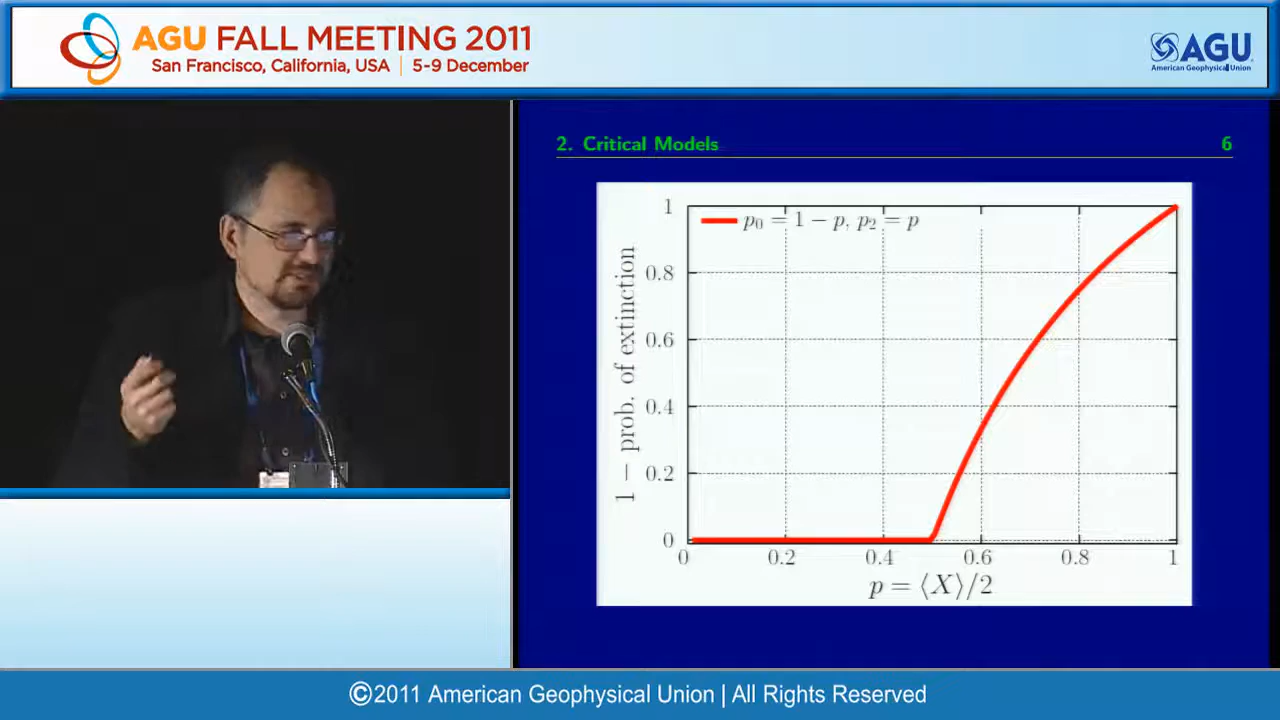 AGU FALL MEETING 2011
San Francisco, California, USA | 5-9 December
AGU
American Geophysical Union
2. Critical Models 6
p₀ = 1 − p, p₂ = p
1 − prob. of extinction
1
0.8
0.6
0.4
0.2
0
0 0.2 0.4 0.6 0.8 1
p = ⟨X⟩/2
©2011 American Geophysical Union | All Rights Reserved